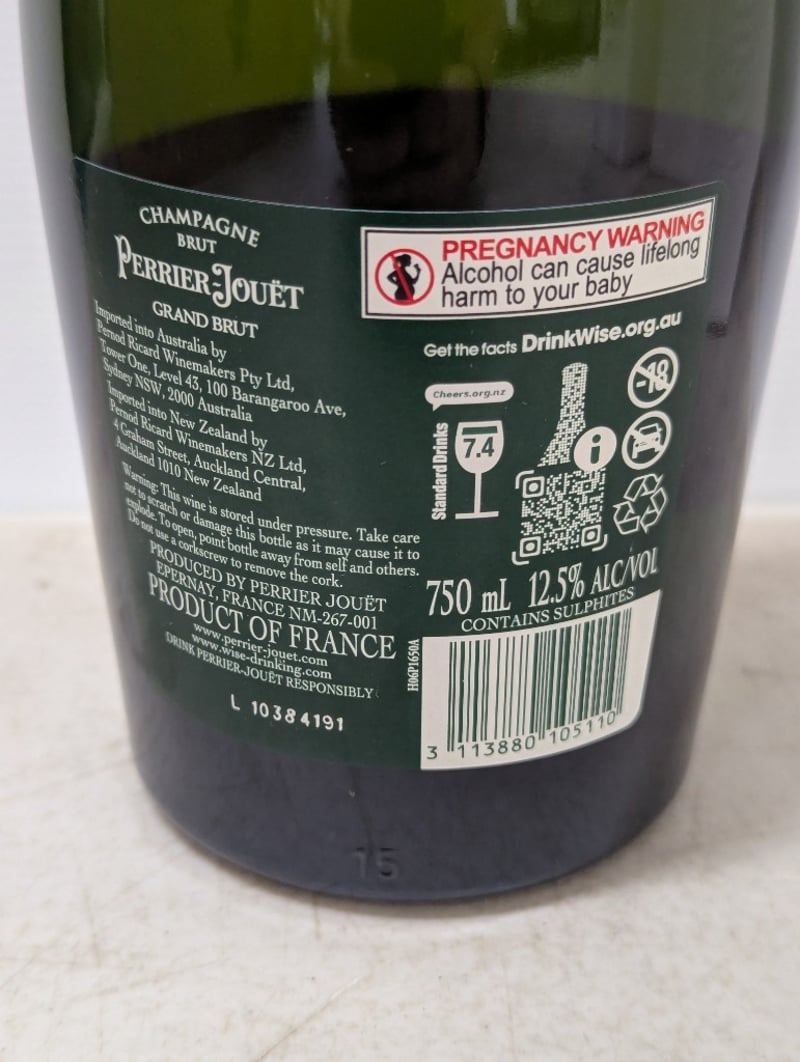 CHAMPAGNE
BRUT
PERRIER-JOUËT
GRAND BRUT
Imported into Australia by
Pernod Ricard Winemakers Pty Ltd,
Tower One, Level 43, 100 Barangaroo Ave,
Sydney NSW, 2000 Australia
Imported into New Zealand by
Pernod Ricard Winemakers NZ Ltd,
4 Graham Street, Auckland Central,
Auckland 1010 New Zealand
Warning: This wine is stored under pressure. Take care
not to scratch or damage this bottle as it may cause it to
explode. To open, point bottle away from self and others.
Do not use a corkscrew to remove the cork.
PRODUCED BY PERRIER JOUËT
EPERNAY, FRANCE NM-267-001
PRODUCT OF FRANCE
www.perrier-jouet.com
www.wise-drinking.com
DRINK PERRIER-JOUËT RESPONSIBLY
L 10384191
PREGNANCY WARNING
Alcohol can cause lifelong
harm to your baby
Get the facts DrinkWise.org.au
Cheers.org.nz
-18
Standard Drinks
7.4
i
750 mL 12.5% ALC/VOL
CONTAINS SULPHITES
H06P1650A
3 113880 105110
15